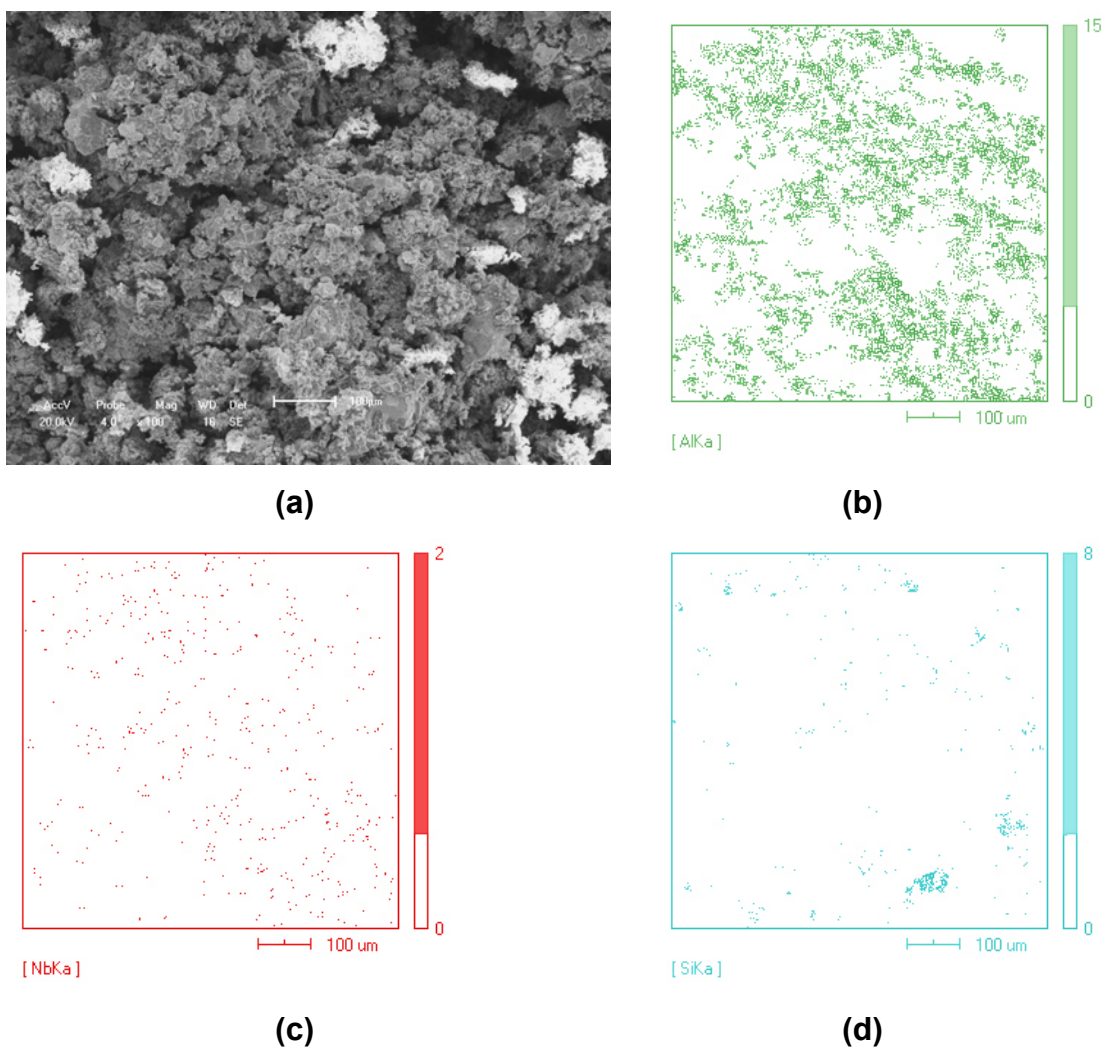 15
0
100 um
[AlKa]
AccV Probe Mag WD Det
20.0kV 4.0 x100 16 SE
100µm
(a)
(b)
2
0
100 um
[NbKa]
8
0
100 um
[SiKa]
(c)
(d)